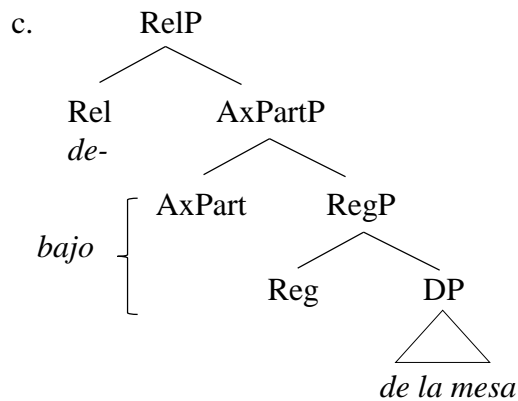 c. RelP
Rel AxPartP
de-
AxPart RegP
bajo
Reg DP
de la mesa